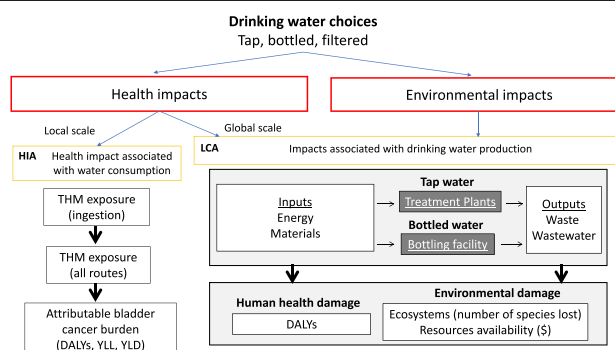 Drinking water choices
Tap, bottled, filtered
Health impacts
Environmental impacts
Local scale
Global scale
HIA Health impact associated
with water consumption
LCA Impacts associated with drinking water production
THM exposure
(ingestion)
THM exposure
(all routes)
Attributable bladder
cancer burden
(DALYs, YLL, YLD)
Inputs
Energy
Materials
Tap water
Treatment Plants
Bottled water
Bottling facility
Outputs
Waste
Wastewater
Human health damage
DALYs
Environmental damage
Ecosystems (number of species lost)
Resources availability ($)